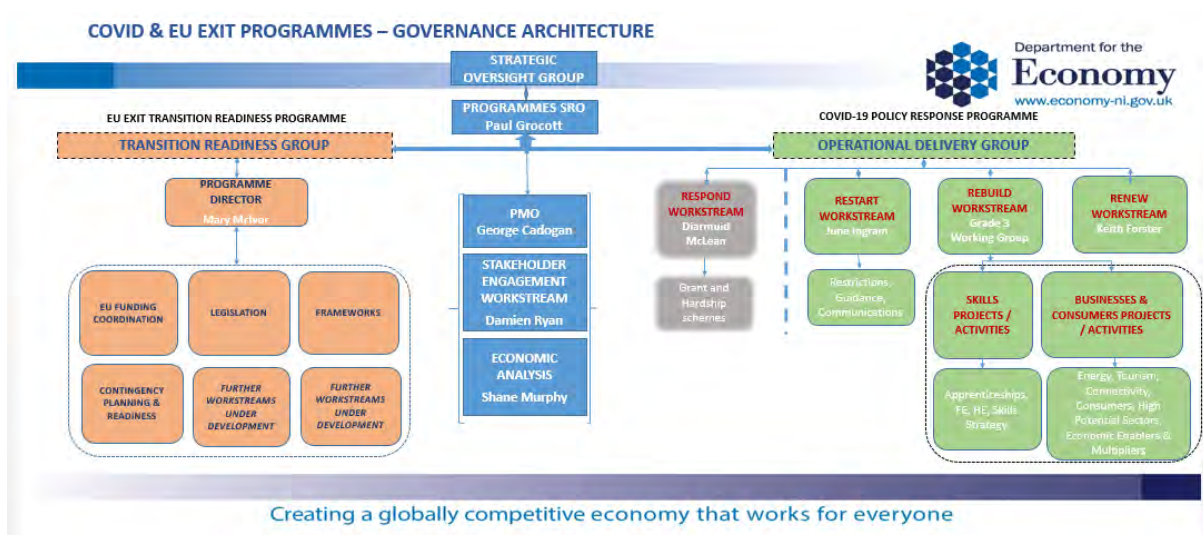 COVID & EU EXIT PROGRAMMES – GOVERNANCE ARCHITECTURE
Department for the
Economy
www.economy-ni.gov.uk
STRATEGIC
OVERSIGHT GROUP
PROGRAMMES SRO
Paul Grocott
EU EXIT TRANSITION READINESS PROGRAMME
TRANSITION READINESS GROUP
PROGRAMME
DIRECTOR
Mary McIvor
EU FUNDING
COORDINATION
LEGISLATION
FRAMEWORKS
CONTINGENCY
PLANNING &
READINESS
FURTHER
WORKSTREAMS
UNDER
DEVELOPMENT
FURTHER
WORKSTREAMS
UNDER
DEVELOPMENT
PMO
George Cadogan
STAKEHOLDER
ENGAGEMENT
WORKSTREAM
Damien Ryan
ECONOMIC
ANALYSIS
Shane Murphy
COVID-19 POLICY RESPONSE PROGRAMME
OPERATIONAL DELIVERY GROUP
RESPOND
WORKSTREAM
Diarmuid
McLean
Grant and
Hardship
schemes
RESTART
WORKSTREAM
June Ingram
Restrictions,
Guidance,
Communications
REBUILD
WORKSTREAM
Grade 3
Working Group
RENEW
WORKSTREAM
Keith Forster
SKILLS
PROJECTS /
ACTIVITIES
Apprenticeships,
FE, HE, Skills
Strategy
BUSINESSES &
CONSUMERS PROJECTS
/ ACTIVITIES
Energy, Tourism,
Connectivity,
Consumers, High
Potential Sectors,
Economic Enablers &
Multipliers
Creating a globally competitive economy that works for everyone